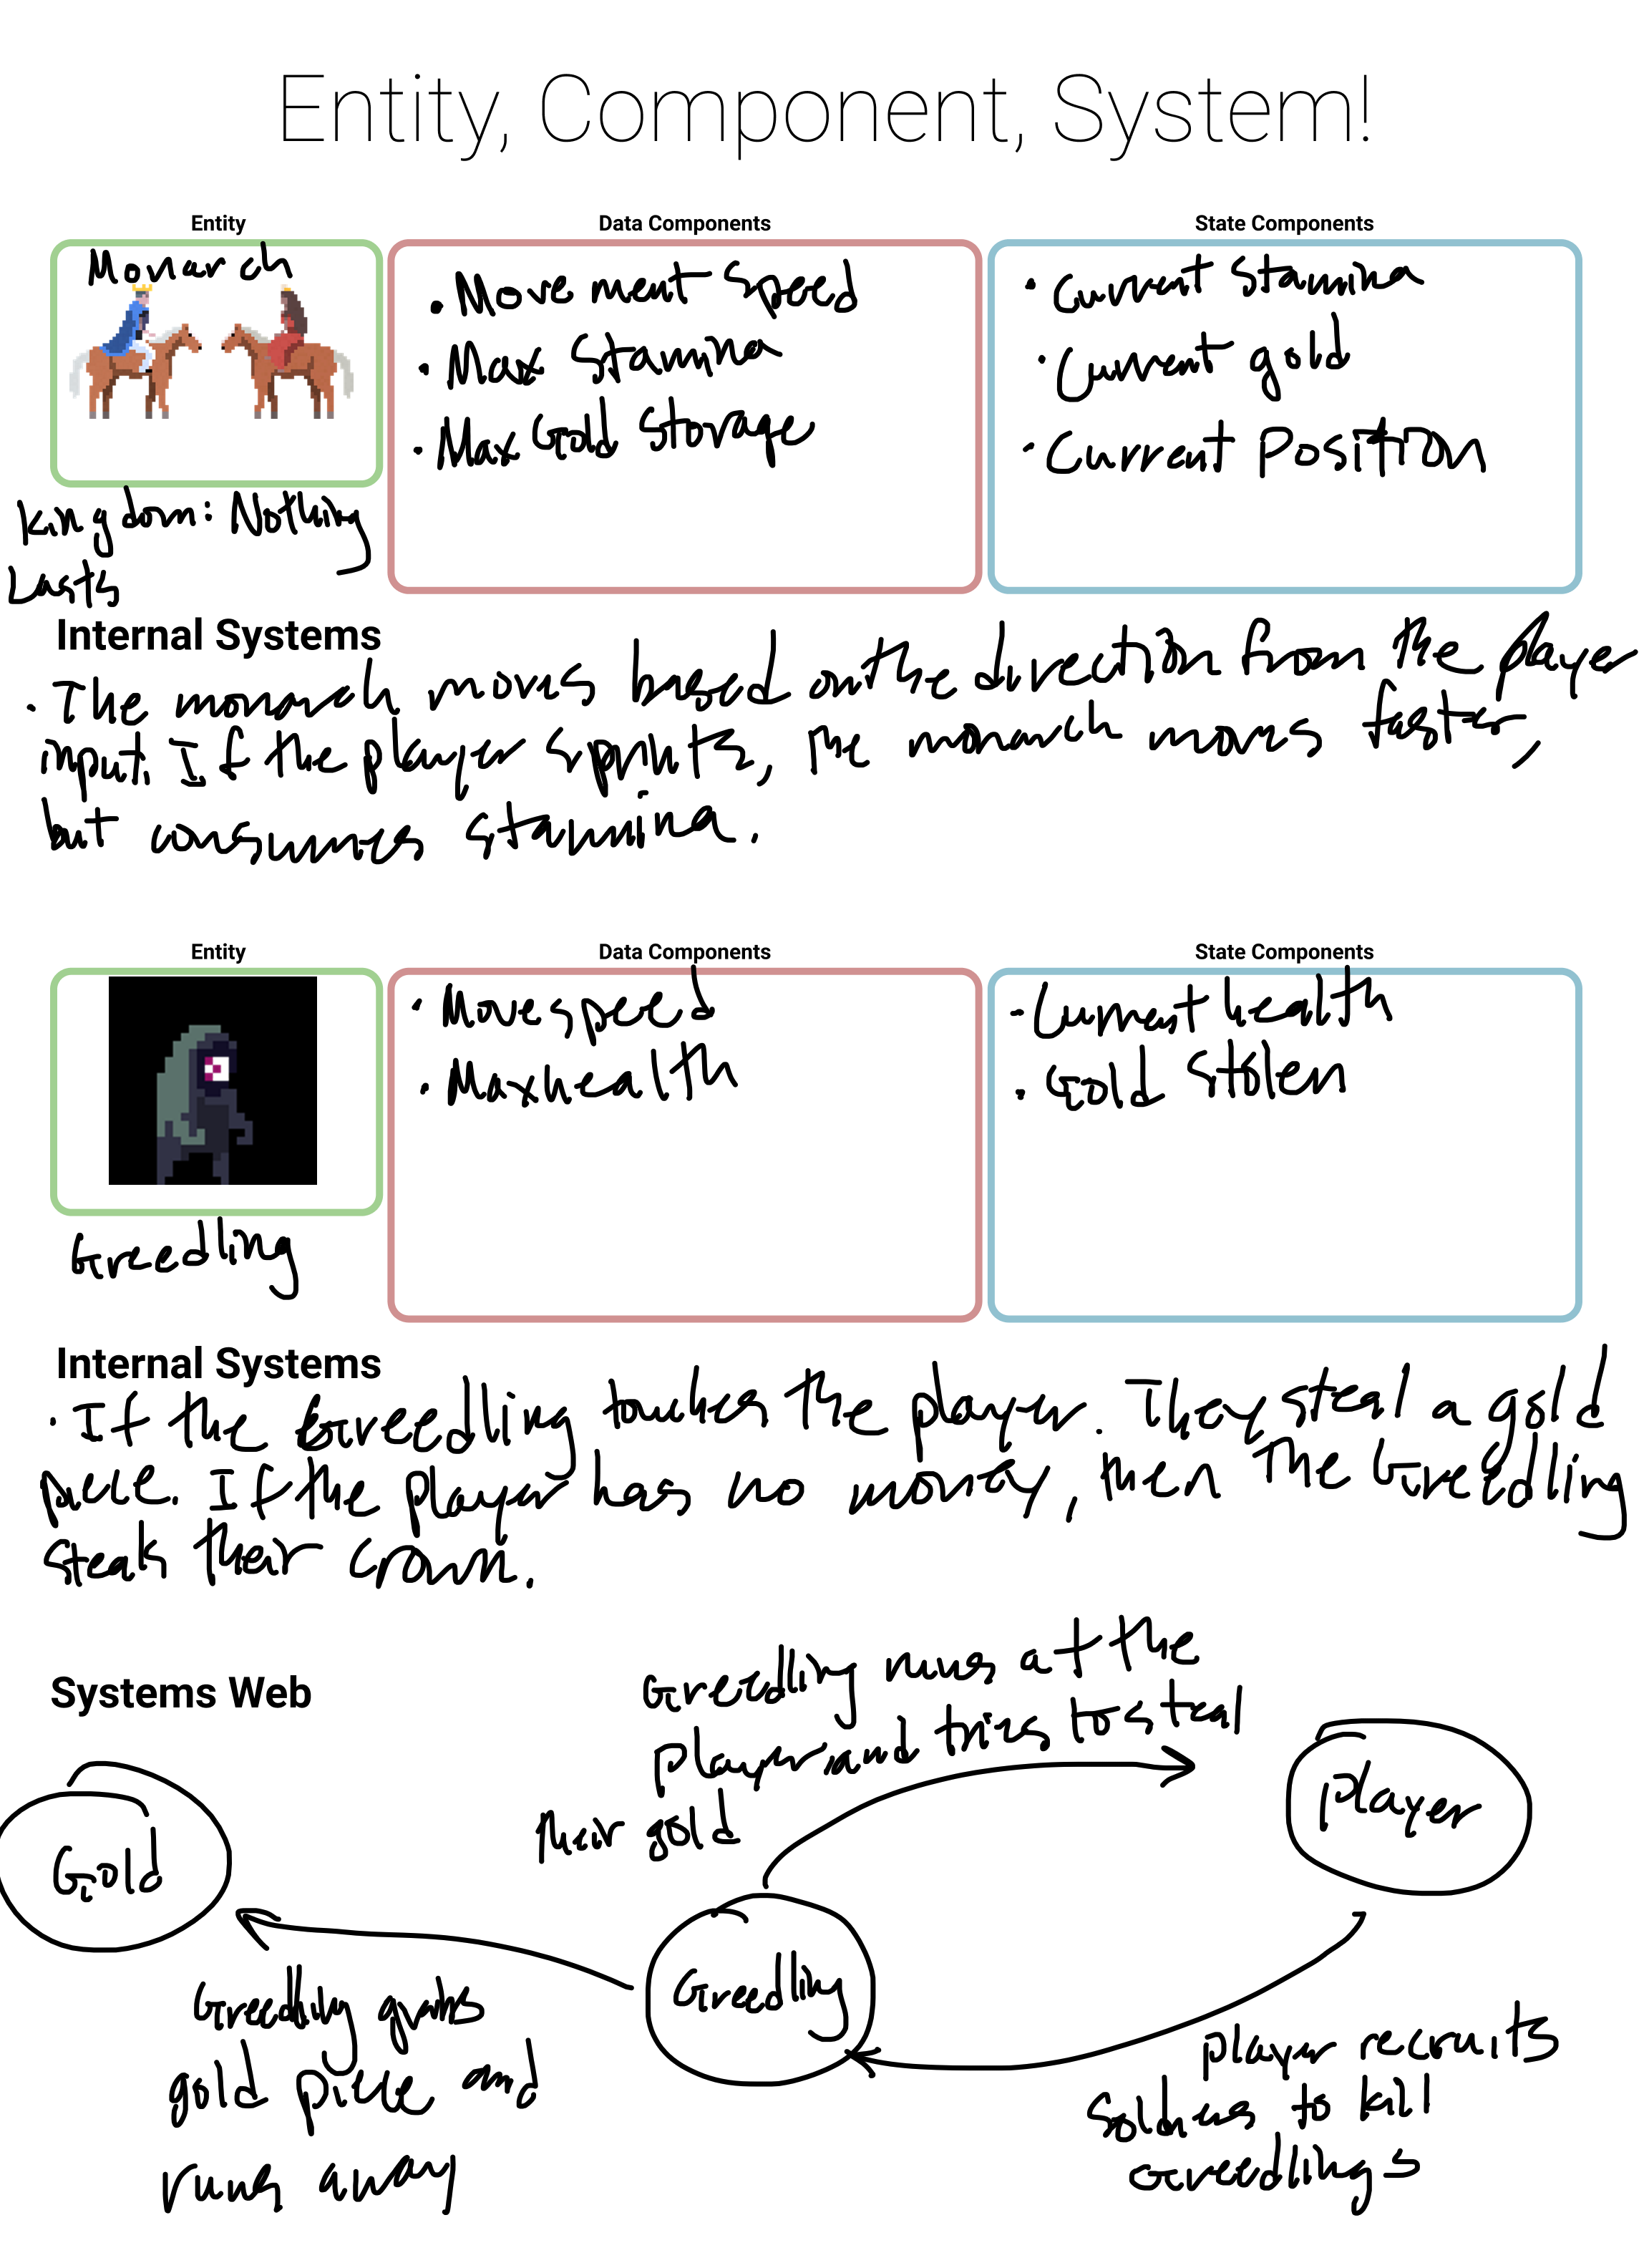 Entity, Component, System!
Entity
Data Components
State Components
Monarch
• Movement Speed
• Max Stamina
• Max Gold Storage
• Current Stamina
• Current gold
• Current Position
Kingdom: Nothing
Lasts
Internal Systems
• The monarch moves based on the direction from the player
input. If the player sprints, the monarch moves faster,
but consumes stamina.
Entity
Data Components
State Components
• Move speed
• Max health
• Current health
• Gold Stolen
Greedling
Internal Systems
• If the Greedling touches the player. They steal a gold
piece. If the player has no money, then the Greedling
steals their crown.
Systems Web
Greedling runs at the
player and tries to steal
their gold
Player
Gold
Greedling
Greedling grabs
gold piece and
runs away
Player recruits
Soldiers to kill
Greedlings